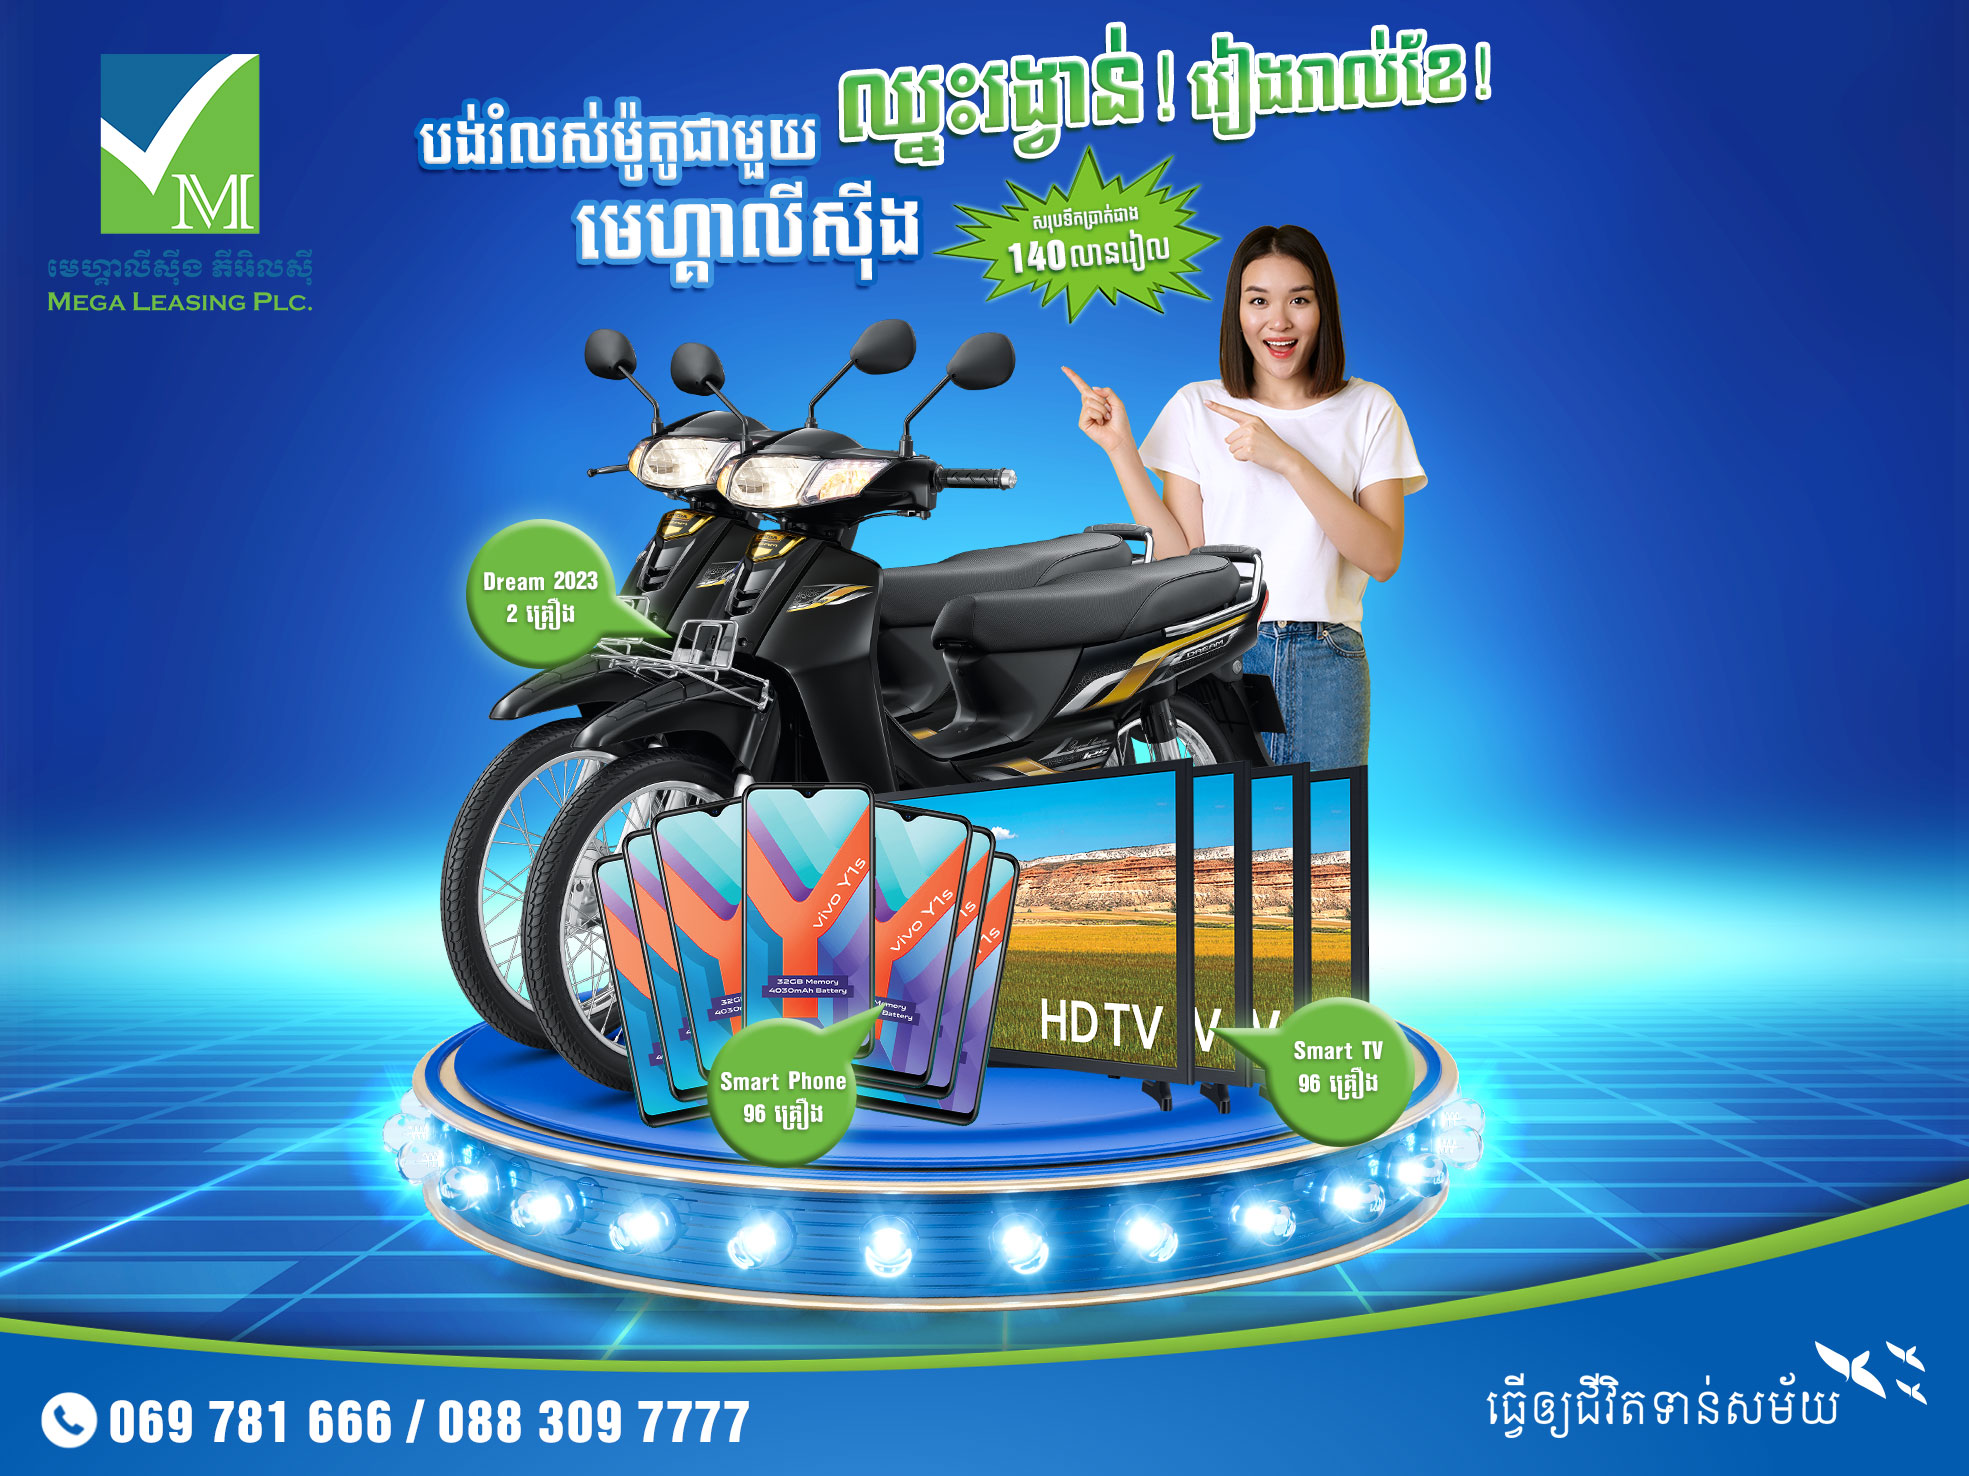 មេហ្គាលីស៊ីង ភីអិលស៊ី
MEGA LEASING PLC.
បង់រំលស់ម៉ូតូជាមួយ
មេហ្គាលីស៊ីង
ឈ្នះរង្វាន់! រៀងរាល់ខែ!
សរុបទឹកប្រាក់ជាង
140លានរៀល
Dream 2023
2 គ្រឿង
DREAM
vivo Y1s
32GB Memory
4030mAh Battery
vivo Y1s
Memory
Battery
HDTV
Smart Phone
96 គ្រឿង
Smart TV
96 គ្រឿង
069 781 666 / 088 309 7777
ធ្វើឲ្យជីវិតទាន់សម័យ